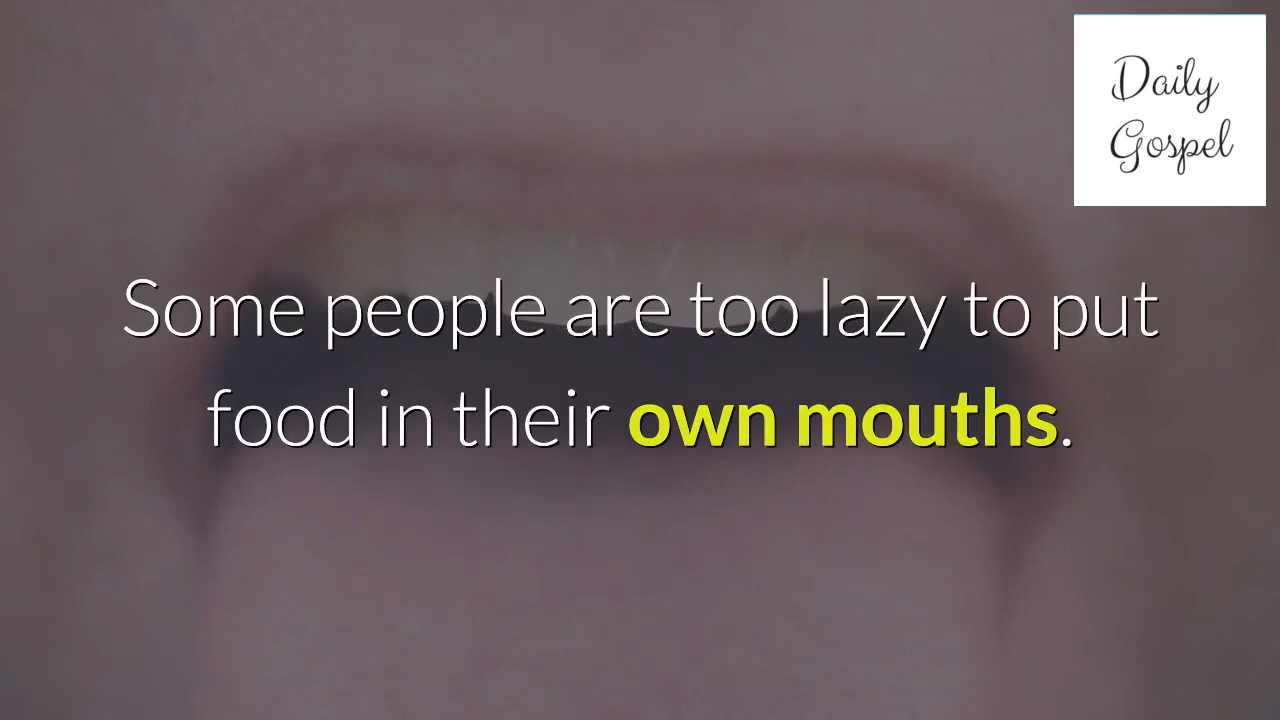 Daily
Gospel
Some people are too lazy to put
food in their own mouths.